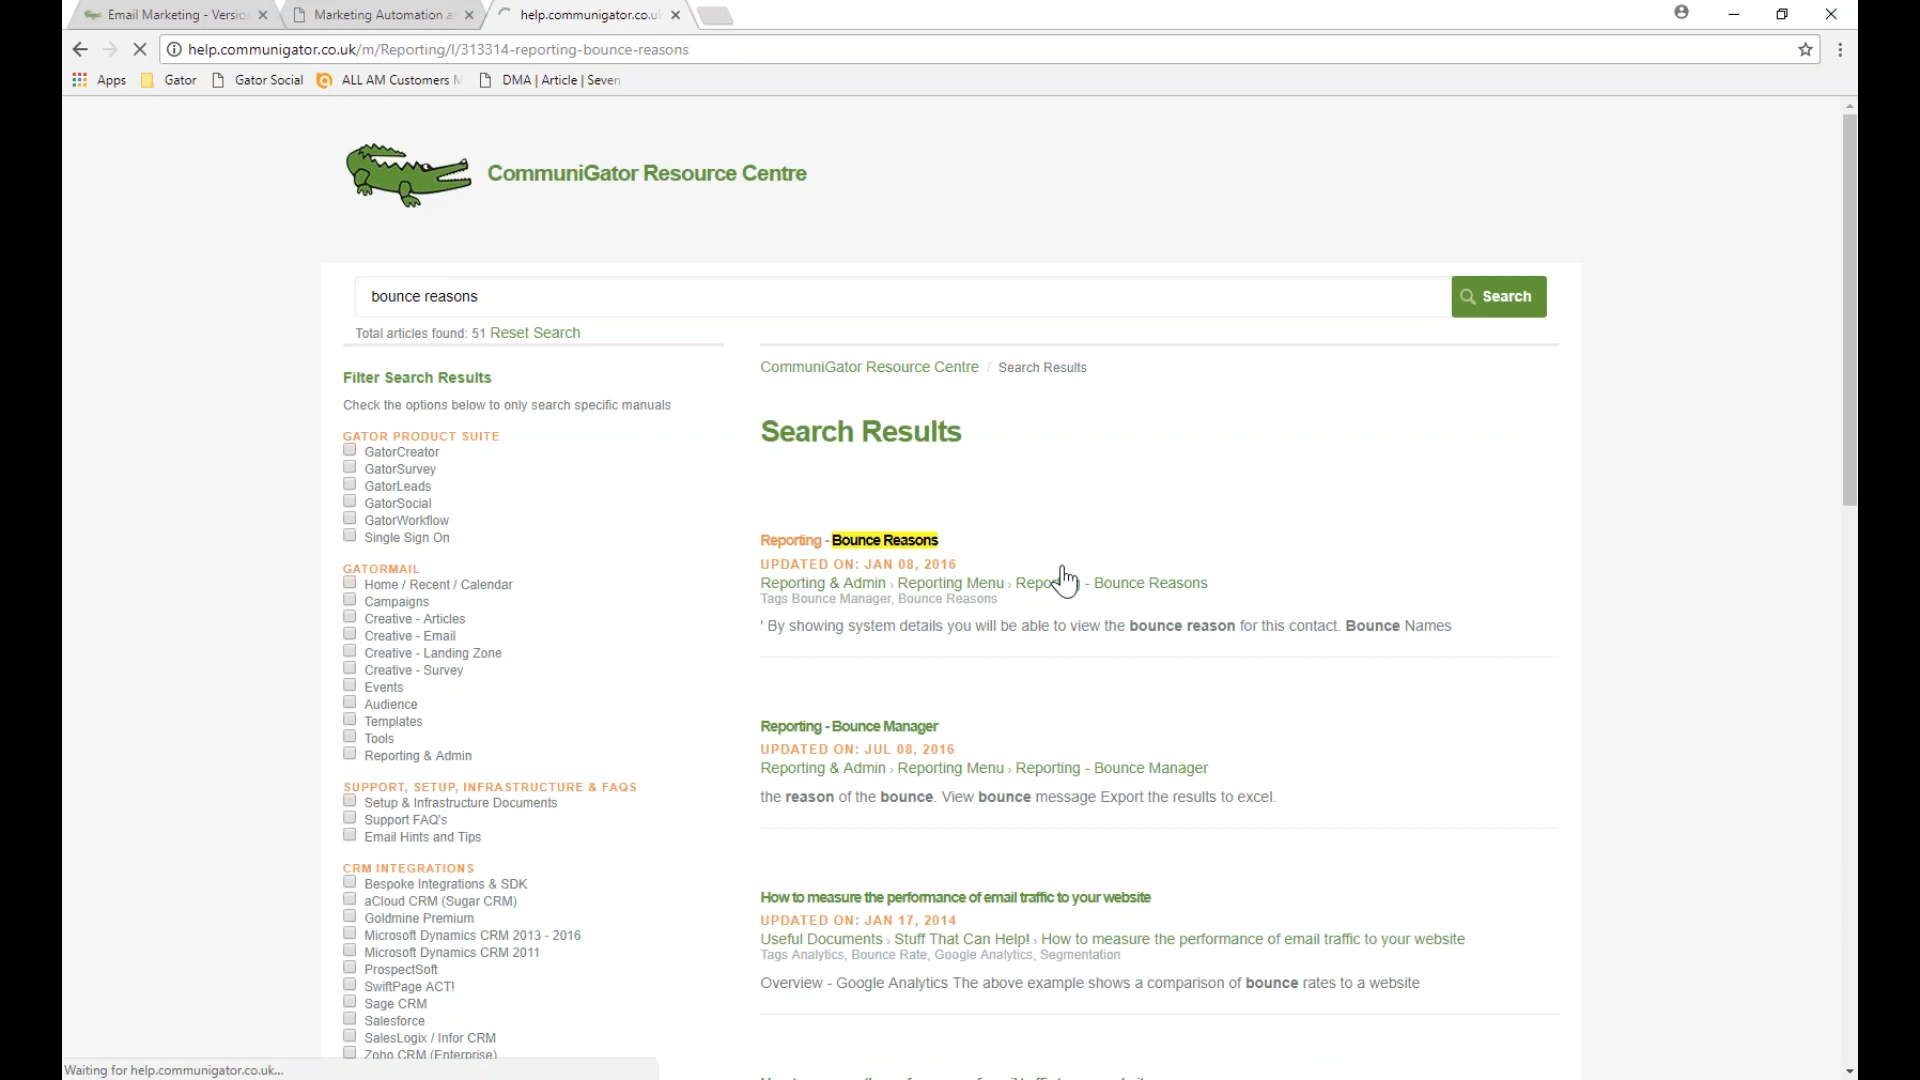 Email Marketing - Versio
Marketing Automation a
help.communigator.co.u
help.communigator.co.uk/m/Reporting/l/313314-reporting-bounce-reasons
Apps
Gator
Gator Social
ALL AM Customers M
DMA | Article | Seven
CommuniGator Resource Centre
bounce reasons
Search
Total articles found: 51 Reset Search
Filter Search Results
Check the options below to only search specific manuals
GATOR PRODUCT SUITE
GatorCreator
GatorSurvey
GatorLeads
GatorSocial
GatorWorkflow
Single Sign On
GATORMAIL
Home / Recent / Calendar
Campaigns
Creative - Articles
Creative - Email
Creative - Landing Zone
Creative - Survey
Events
Audience
Templates
Tools
Reporting & Admin
SUPPORT, SETUP, INFRASTRUCTURE & FAQS
Setup & Infrastructure Documents
Support FAQ's
Email Hints and Tips
CRM INTEGRATIONS
Bespoke Integrations & SDK
aCloud CRM (Sugar CRM)
Goldmine Premium
Microsoft Dynamics CRM 2013 - 2016
Microsoft Dynamics CRM 2011
ProspectSoft
SwiftPage ACT!
Sage CRM
Salesforce
SalesLogix / Infor CRM
Zoho CRM (Enterprise)
CommuniGator Resource Centre / Search Results
Search Results
Reporting - Bounce Reasons
UPDATED ON: JAN 08, 2016
Reporting & Admin › Reporting Menu › Repo - Bounce Reasons
Tags Bounce Manager, Bounce Reasons
' By showing system details you will be able to view the bounce reason for this contact. Bounce Names
Reporting - Bounce Manager
UPDATED ON: JUL 08, 2016
Reporting & Admin › Reporting Menu › Reporting - Bounce Manager
the reason of the bounce. View bounce message Export the results to excel.
How to measure the performance of email traffic to your website
UPDATED ON: JAN 17, 2014
Useful Documents › Stuff That Can Help! › How to measure the performance of email traffic to your website
Tags Analytics, Bounce Rate, Google Analytics, Segmentation
Overview - Google Analytics The above example shows a comparison of bounce rates to a website
Waiting for help.communigator.co.uk...